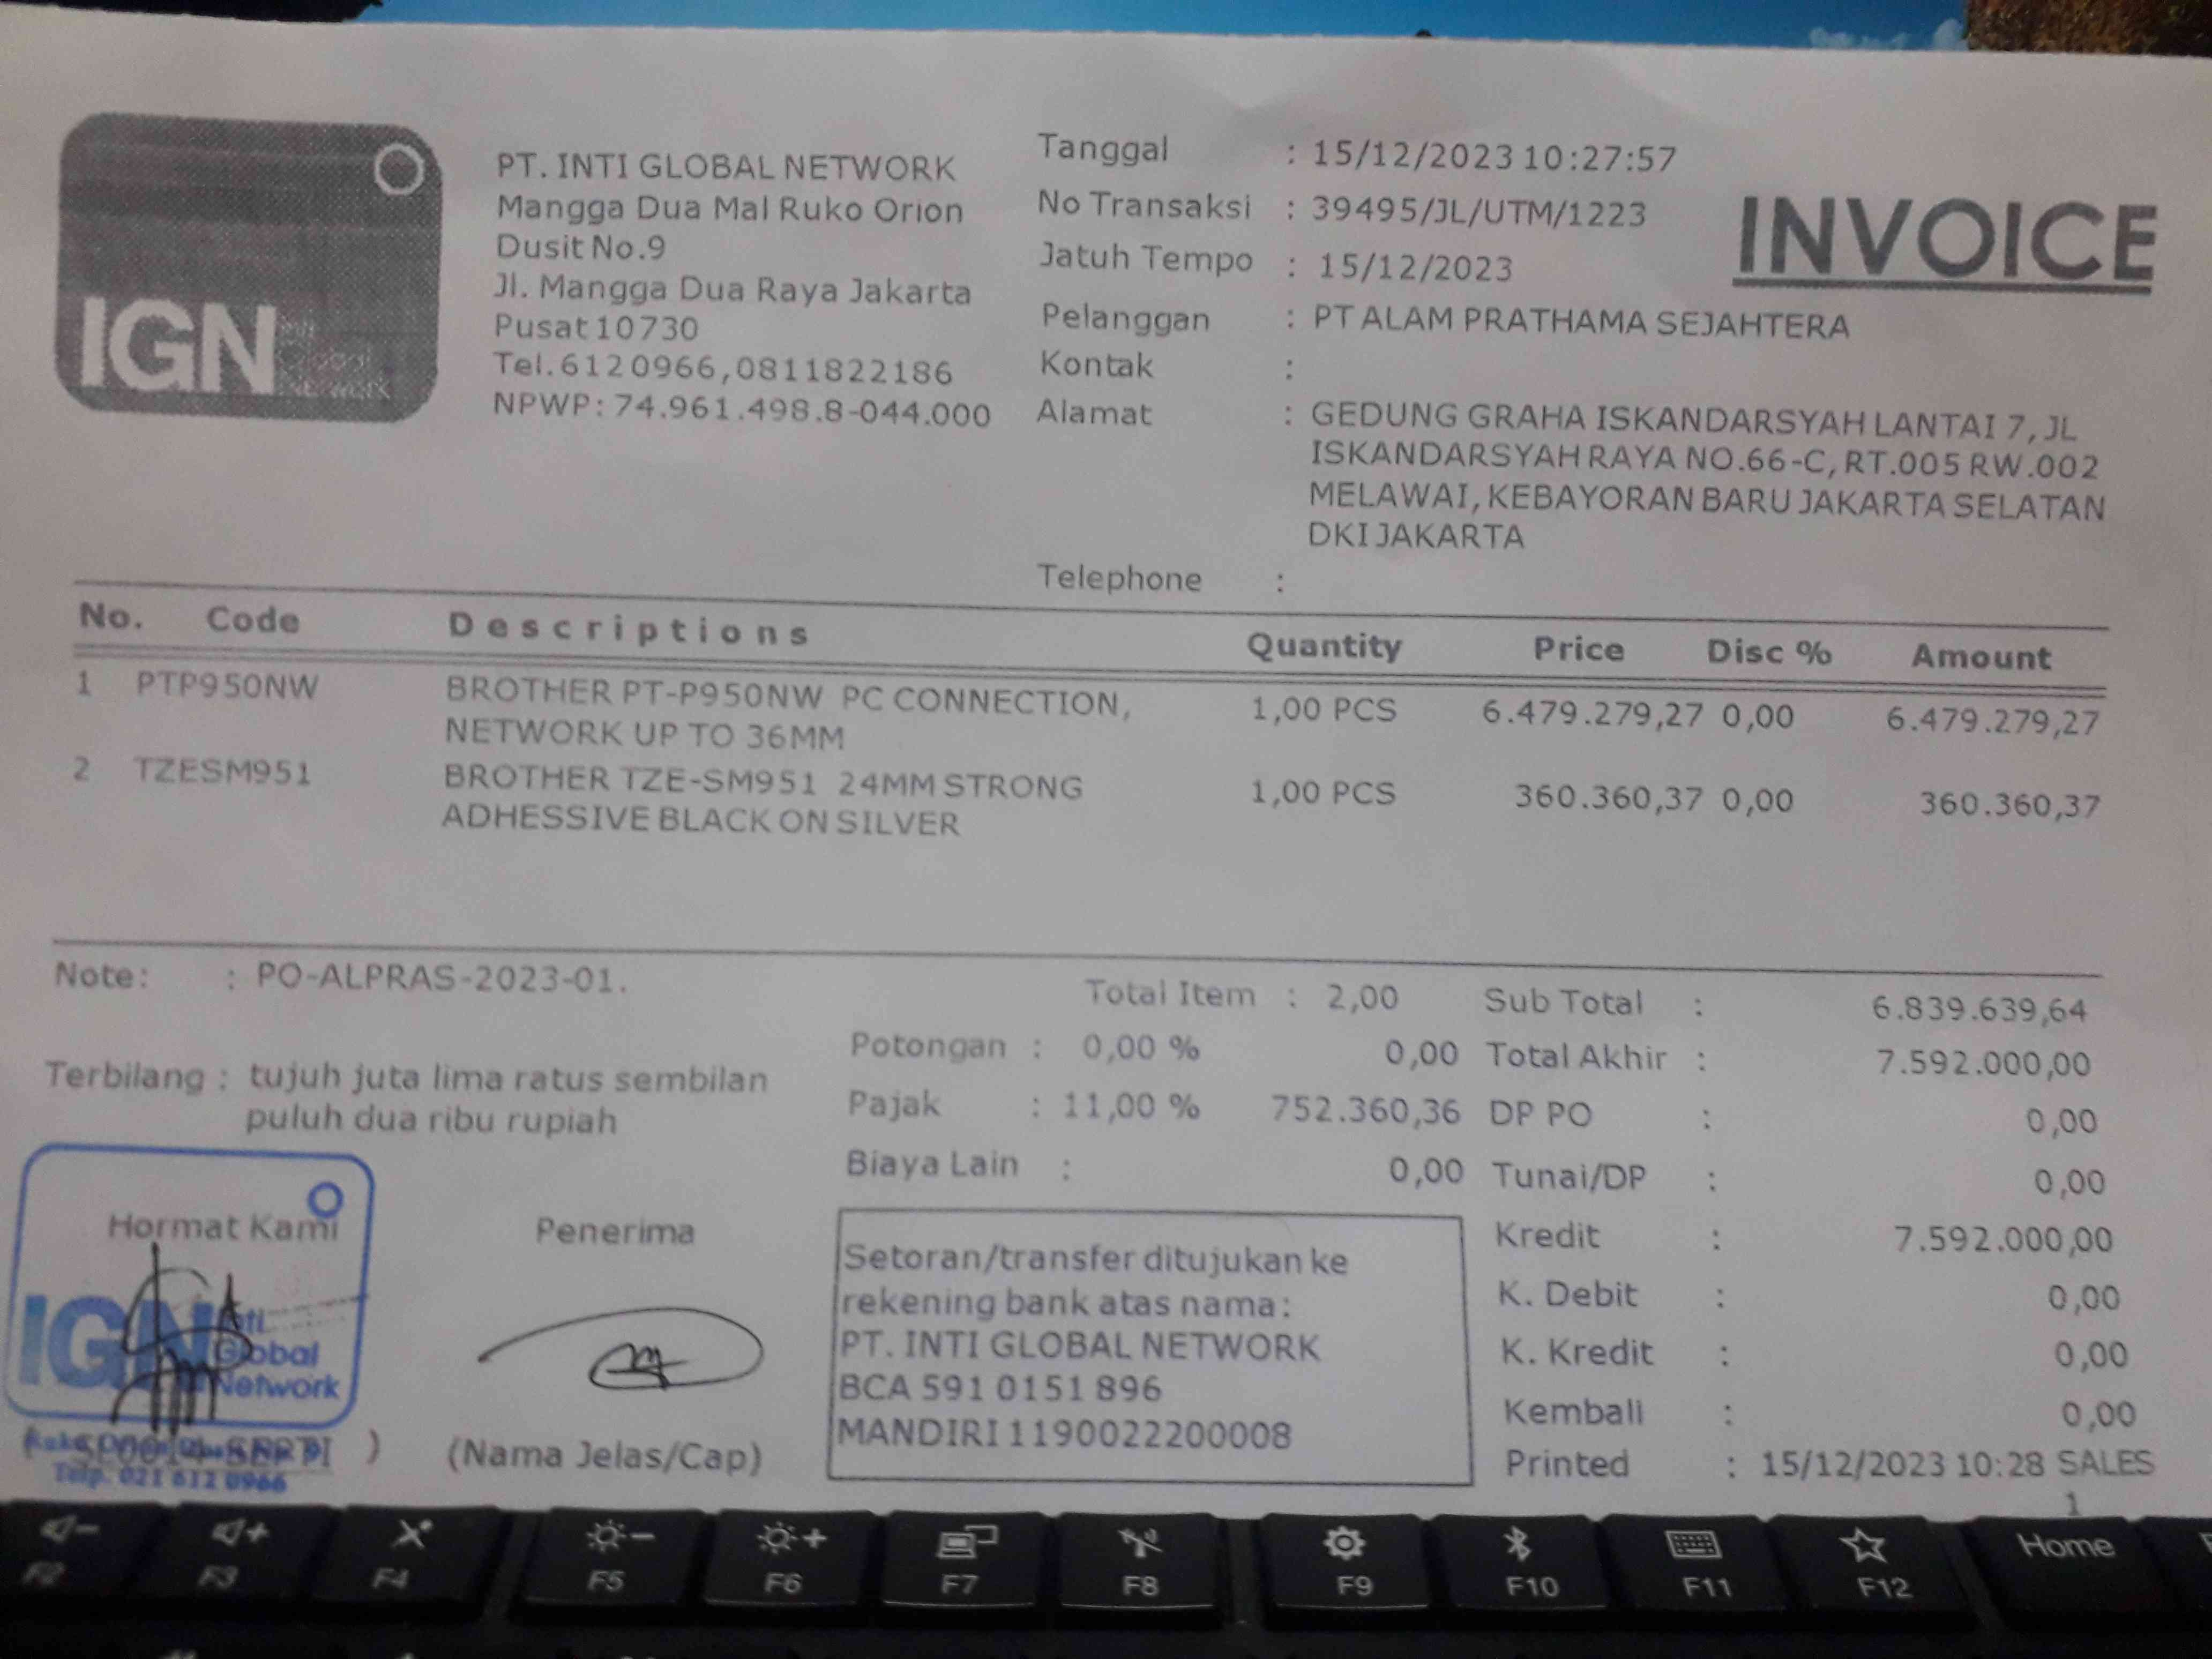 IGN
Inti
Global
Network
PT. INTI GLOBAL NETWORK
Mangga Dua Mal Ruko Orion
Dusit No.9
Jl. Mangga Dua Raya Jakarta
Pusat 10730
Tel. 6120966,0811822186
NPWP: 74.961.498.8-044.000
Tanggal : 15/12/2023 10:27:57
No Transaksi : 39495/JL/UTM/1223
Jatuh Tempo : 15/12/2023
Pelanggan : PT ALAM PRATHAMA SEJAHTERA
Kontak :
Alamat : GEDUNG GRAHA ISKANDARSYAH LANTAI 7, JL
ISKANDARSYAH RAYA NO.66-C, RT.005 RW.002
MELAWAI, KEBAYORAN BARU JAKARTA SELATAN
DKI JAKARTA
Telephone :
INVOICE
No. Code Descriptions Quantity Price Disc % Amount
1 PTP950NW BROTHER PT-P950NW PC CONNECTION, 1,00 PCS 6.479.279,27 0,00 6.479.279,27
NETWORK UP TO 36MM
2 TZESM951 BROTHER TZE-SM951 24MM STRONG 1,00 PCS 360.360,37 0,00 360.360,37
ADHESSIVE BLACK ON SILVER
Note: : PO-ALPRAS-2023-01.
Terbilang : tujuh juta lima ratus sembilan
puluh dua ribu rupiah
Total Item : 2,00
Potongan : 0,00 % 0,00
Pajak : 11,00 % 752.360,36
Biaya Lain : 0,00
Sub Total : 6.839.639,64
Total Akhir : 7.592.000,00
DP PO : 0,00
Tunai/DP : 0,00
Kredit : 7.592.000,00
K. Debit : 0,00
K. Kredit : 0,00
Kembali : 0,00
Printed : 15/12/2023 10:28 SALES
1
Hormat Kami
IGN
Inti
Global
Network
Telp. 021 612 0966
Penerima
(Nama Jelas/Cap)
Setoran/transfer ditujukan ke
rekening bank atas nama:
PT. INTI GLOBAL NETWORK
BCA 591 0151 896
MANDIRI 1190022200008
F2 F3 F4 F5 F6 F7 F8 F9 F10 F11 F12 Home